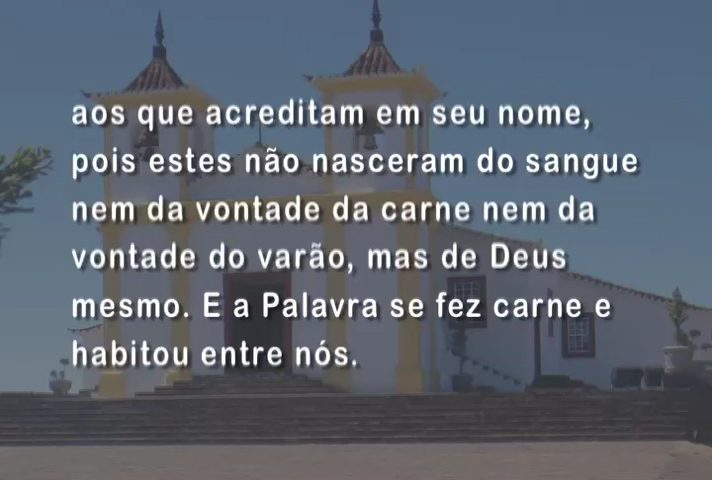 aos que acreditam em seu nome,
pois estes não nasceram do sangue
nem da vontade da carne nem da
vontade do varão, mas de Deus
mesmo. E a Palavra se fez carne e
habitou entre nós.